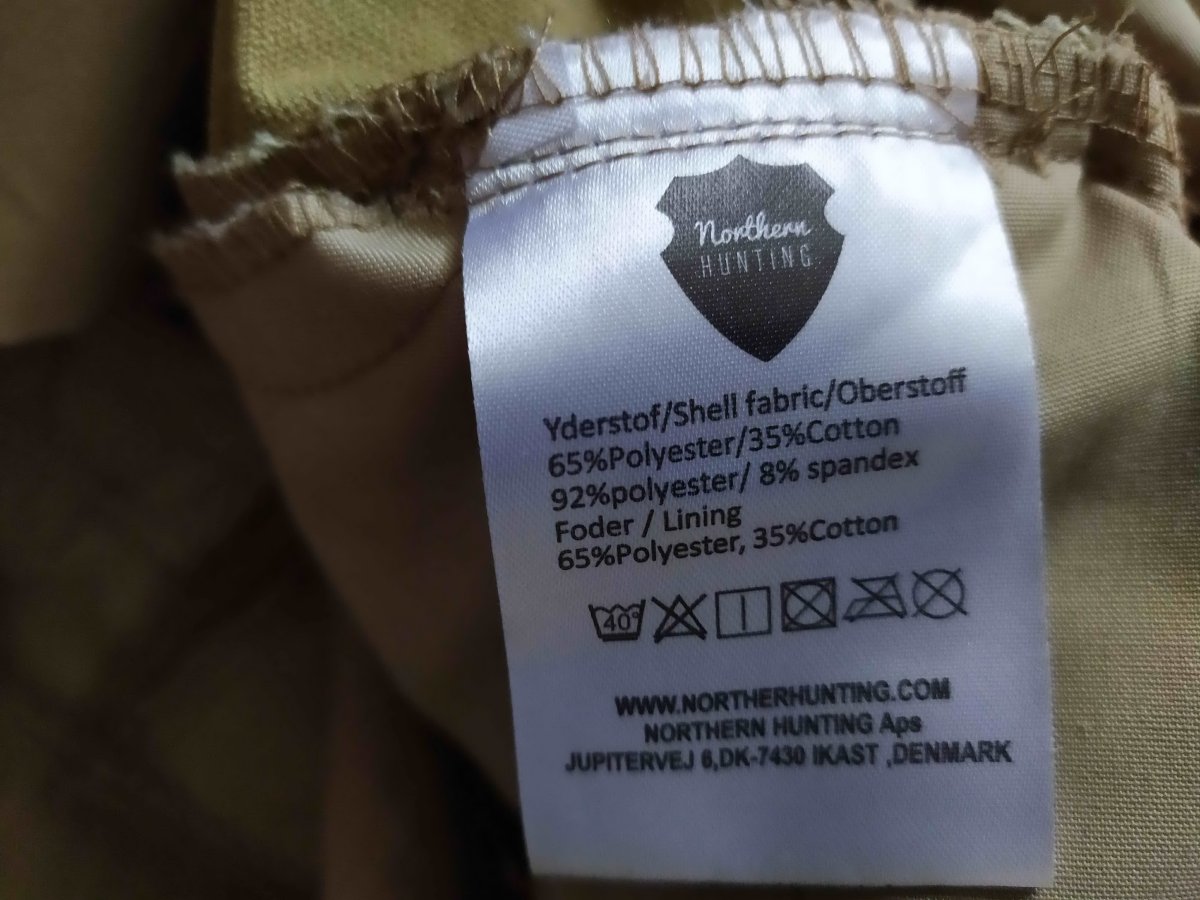 Northern
HUNTING
Yderstof/Shell fabric/Oberstoff
65%Polyester/35%Cotton
92%polyester/ 8% spandex
Foder / Lining
65%Polyester, 35%Cotton
40°
WWW.NORTHERHUNTING.COM
NORTHERN HUNTING Aps
JUPITERVEJ 6,DK-7430 IKAST ,DENMARK